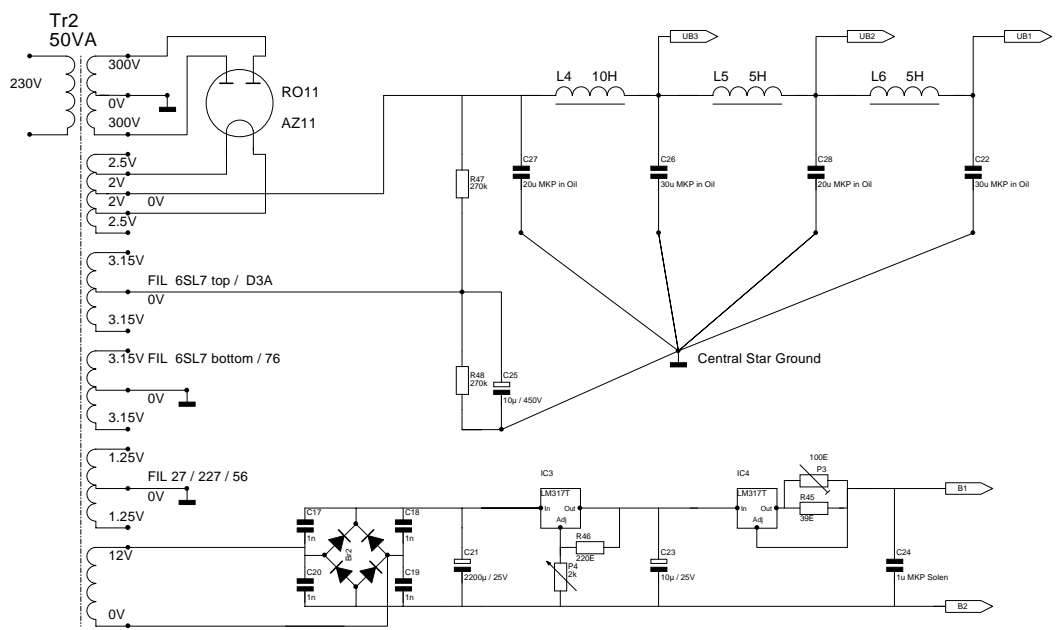 Tr2
50VA
230V
300V
0V
300V
RO11
AZ11
UB3
UB2
UB1
L4 10H
L5 5H
L6 5H
2.5V
2V
2V 0V
2.5V
R47
270k
C27
20u MKP in Oil
C26
30u MKP in Oil
C28
20u MKP in Oil
C22
30u MKP in Oil
3.15V
FIL 6SL7 top / D3A
0V
3.15V
3.15V FIL 6SL7 bottom / 76
0V
3.15V
R48
270k
C25
10µ / 450V
Central Star Ground
1.25V
FIL 27 / 227 / 56
0V
1.25V
12V
0V
C17
1n
C18
1n
C20
1n
C19
1n
Br2
C21
2200µ / 25V
IC3
LM317T
In Out
Adj
R46
220E
P4
2k
C23
10µ / 25V
IC4
LM317T
In Out
Adj
100E
P3
R45
39E
C24
1u MKP Solen
B1
B2